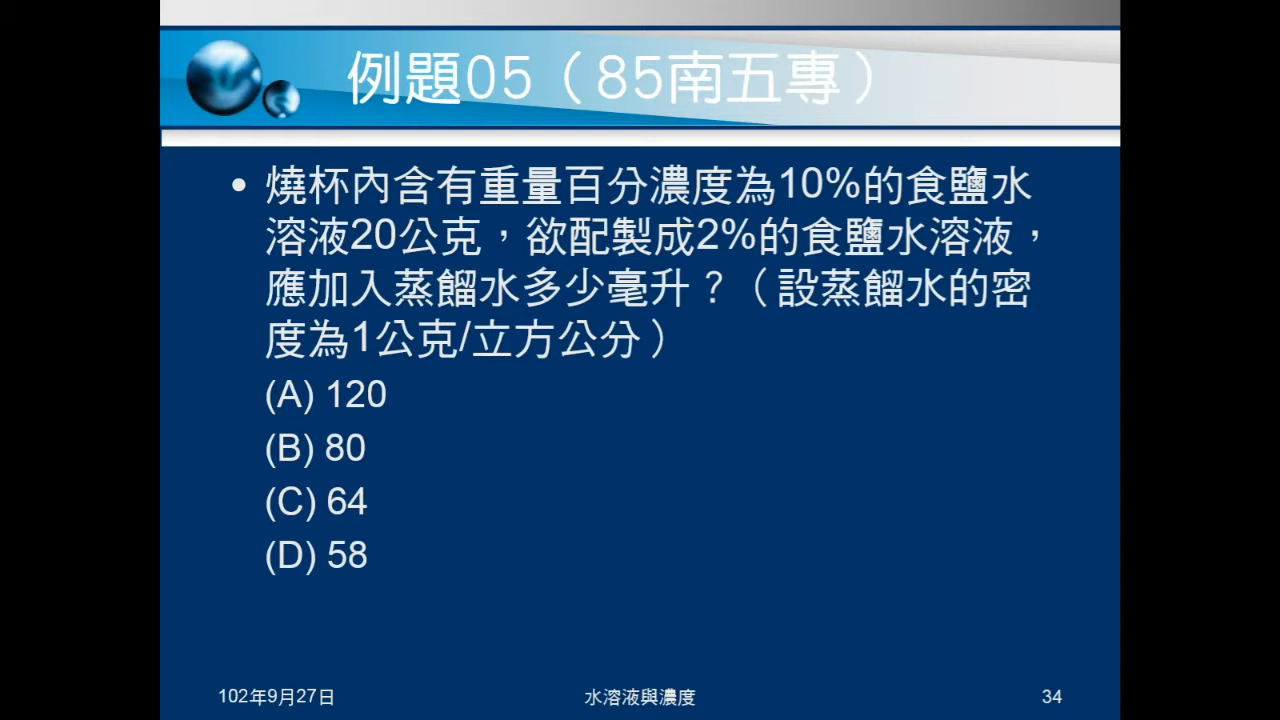 例題05（85南五專）
•燒杯內含有重量百分濃度為10%的食鹽水
溶液20公克，欲配製成2%的食鹽水溶液，
應加入蒸餾水多少毫升？（設蒸餾水的密
度為1公克/立方公分）
(A) 120
(B) 80
(C) 64
(D) 58
102年9月27日
水溶液與濃度
34